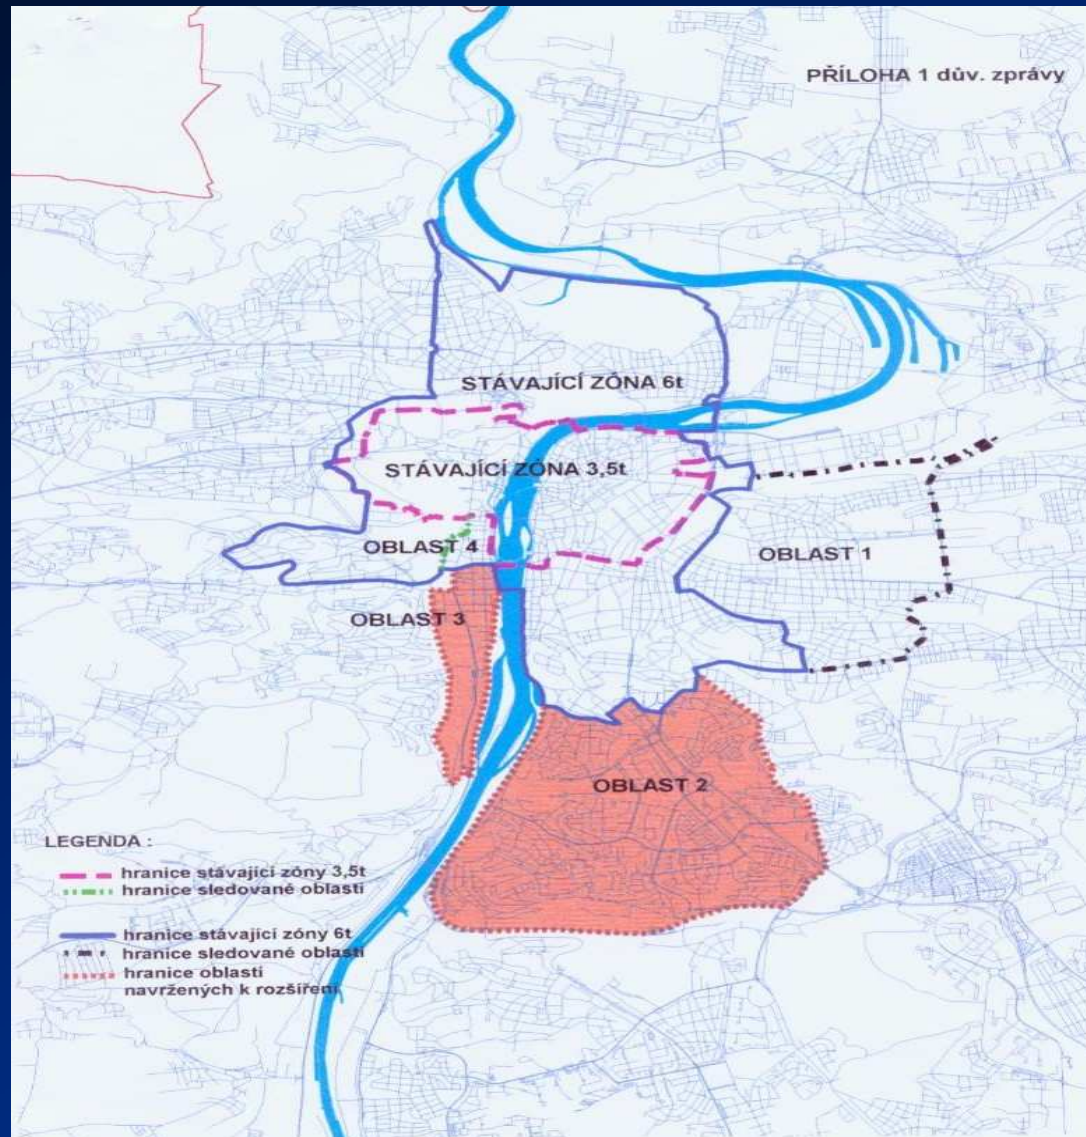 PŘÍLOHA 1 dův. zprávy
STÁVAJÍCÍ ZÓNA 6t
STÁVAJÍCÍ ZÓNA 3,5t
OBLAST 4
OBLAST 1
OBLAST 3
OBLAST 2
LEGENDA :
hranice stávající zóny 3,5t
hranice sledované oblasti
hranice stávající zóny 6t
hranice sledované oblasti
hranice oblastí
navržených k rozšíření